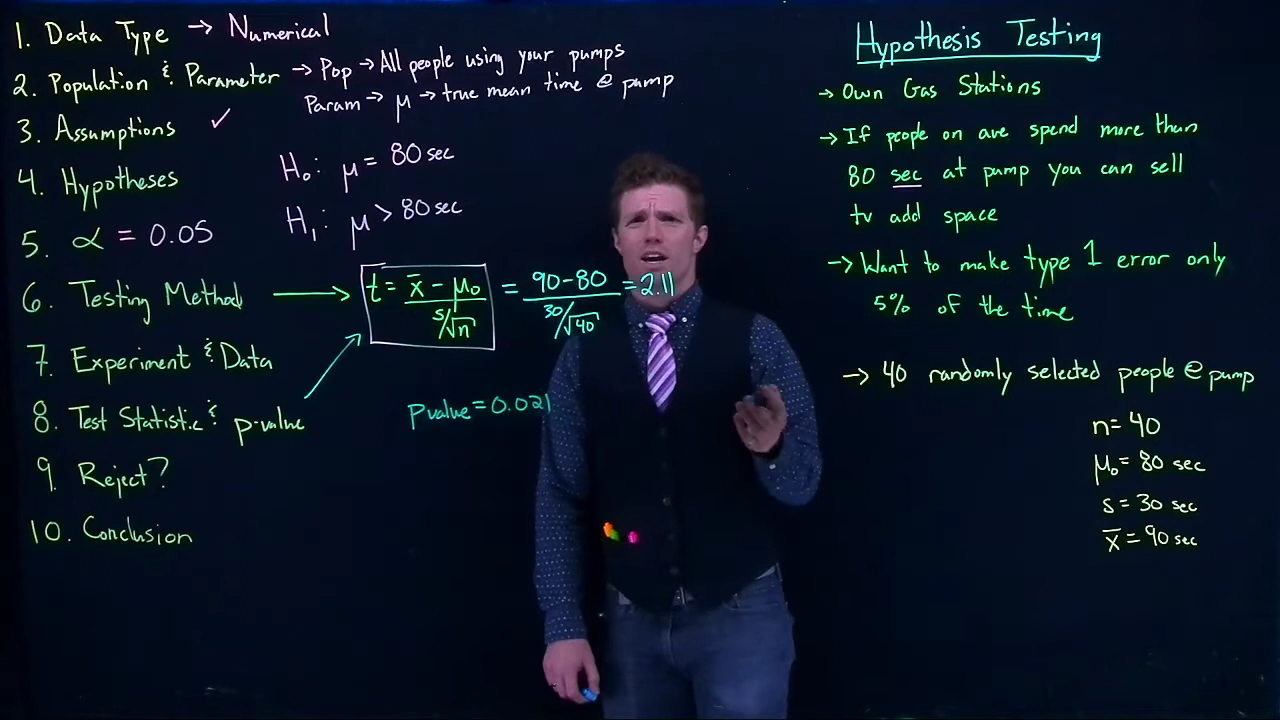 1. Data Type → Numerical
2. Population & Parameter → Pop → All people using your pumps
Param → μ → true mean time @ pump
3. Assumptions ✓
4. Hypotheses
H₀: μ = 80 sec
H₁: μ > 80 sec
5. α = 0.05
6. Testing Method → t = x̄ - μ₀ / s/√n = 90-80 / 30/√40 = 2.11
7. Experiment & Data
8. Test Statistic & p-value
pvalue = 0.021
9. Reject?
10. Conclusion
Hypothesis Testing
→ Own Gas Stations
→ If people on ave spend more than
80 sec at pump you can sell
tv add space
→ Want to make type 1 error only
5% of the time
→ 40 randomly selected people @ pump
n = 40
μ₀ = 80 sec
s = 30 sec
x̄ = 90 sec